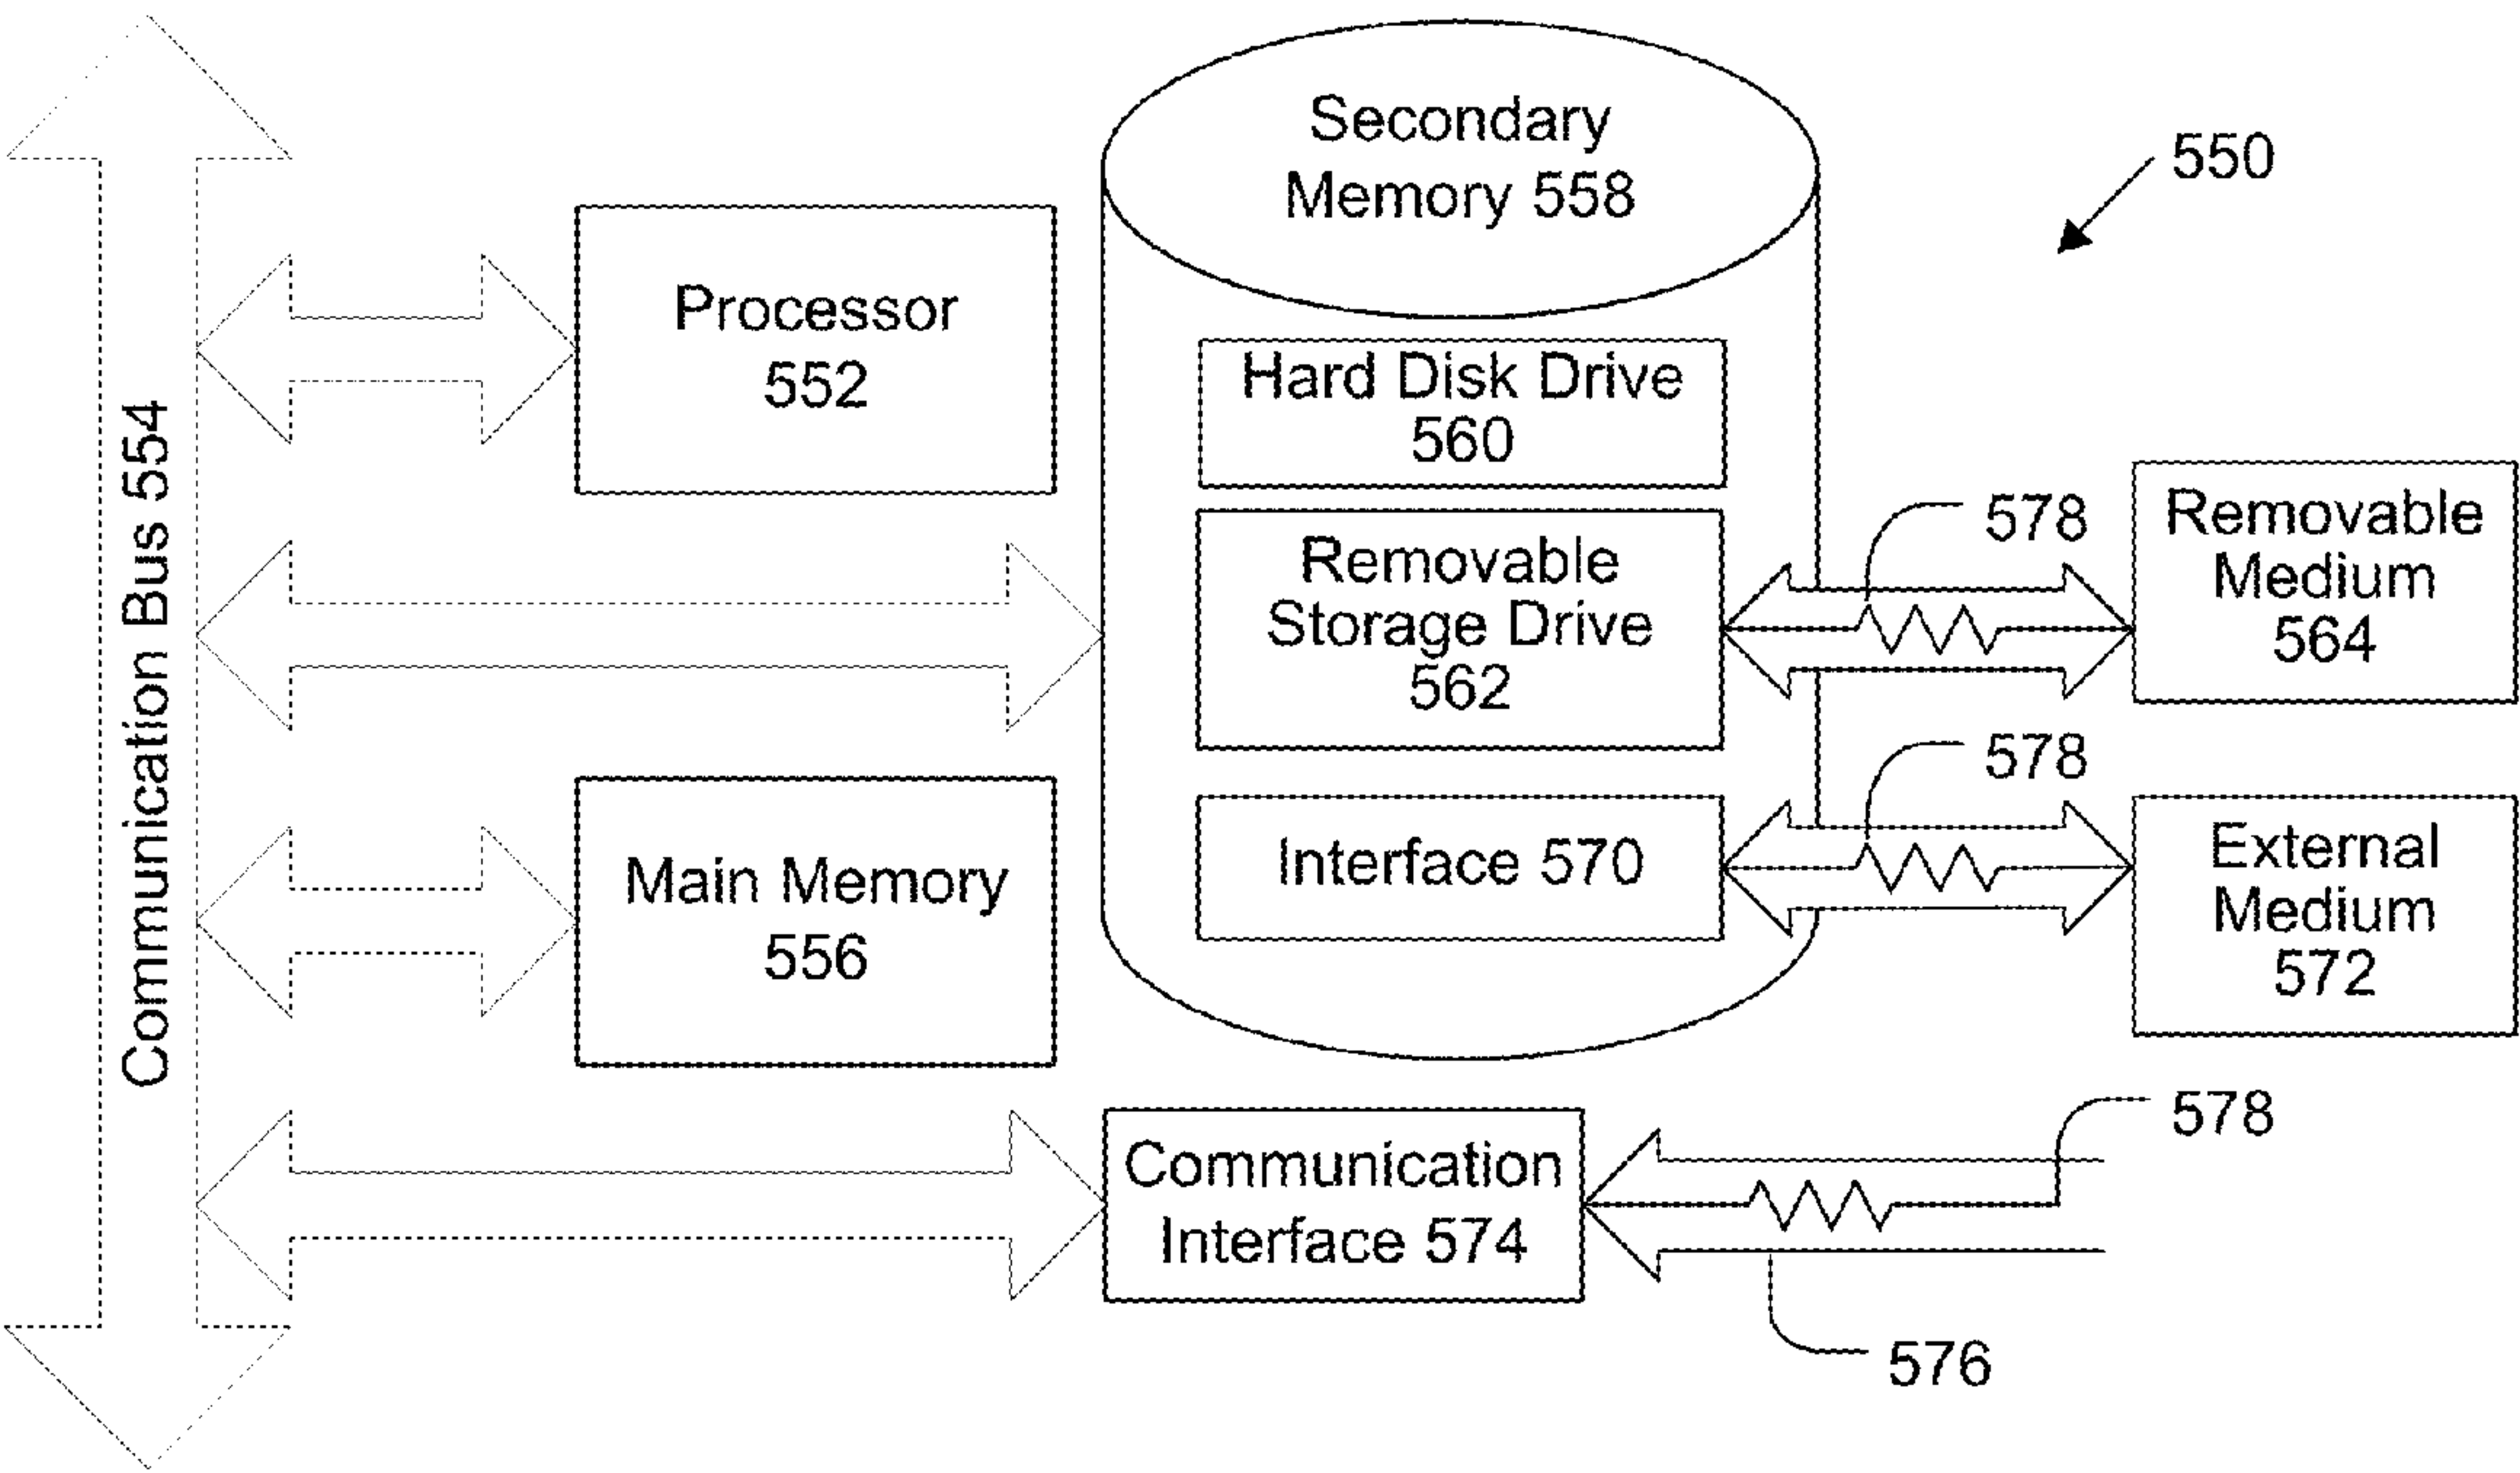 Communication Bus 554
Processor
552
Main Memory
556
Secondary
Memory 558
Hard Disk Drive
560
Removable
Storage Drive
562
Interface 570
550
578
Removable
Medium
564
578
External
Medium
572
Communication
Interface 574
578
576